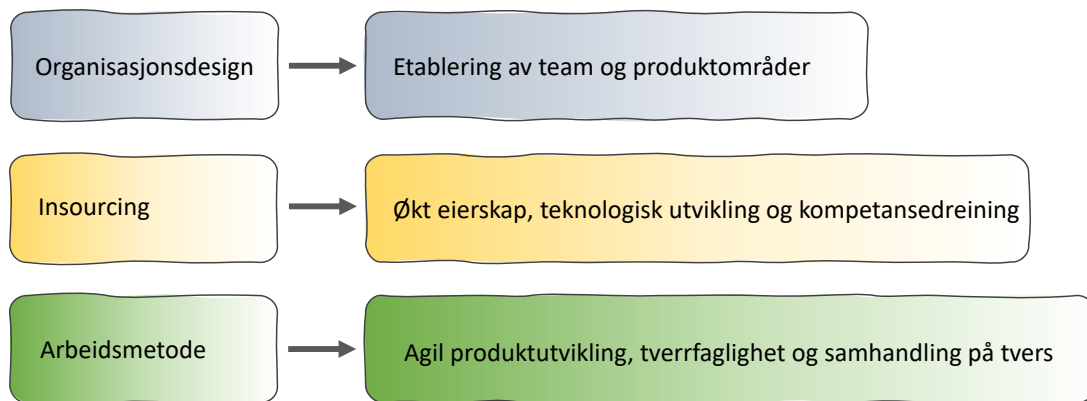 Organisasjonsdesign
Etablering av team og produktområder
Insourcing
Økt eierskap, teknologisk utvikling og kompetansedreining
Arbeidsmetode
Agil produktutvikling, tverrfaglighet og samhandling på tvers